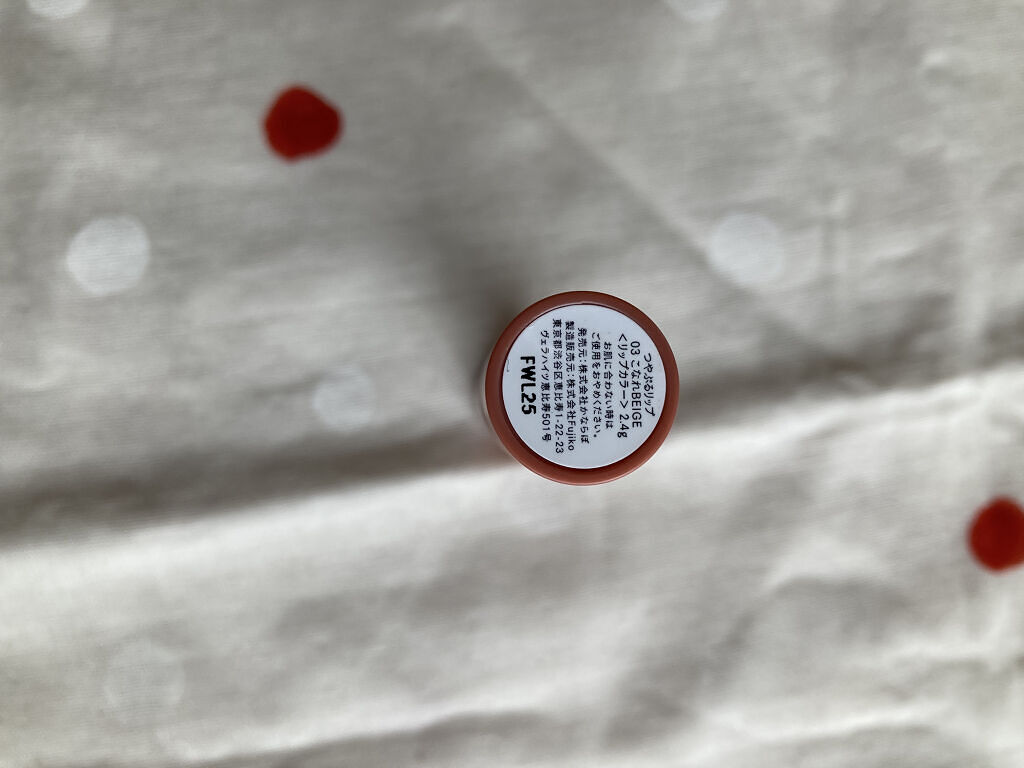 つやぷるリップ
03 こなれBEIGE
<リップカラー> 2.4g
お肌に合わない時は
ご使用をおやめください。
発売元:株式会社かならぼ
製造販売元:株式会社Fujiko
東京都渋谷区恵比寿1-22-23
ヴェラハイツ恵比寿501号
FWL25